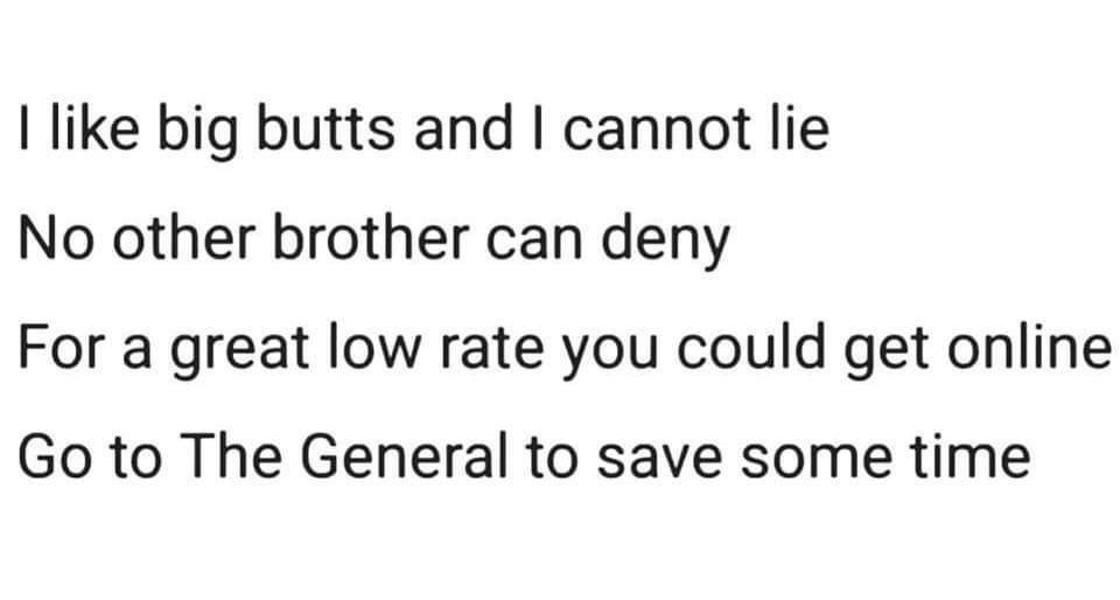 I like big butts and I cannot lie
No other brother can deny
For a great low rate you could get online
Go to The General to save some time